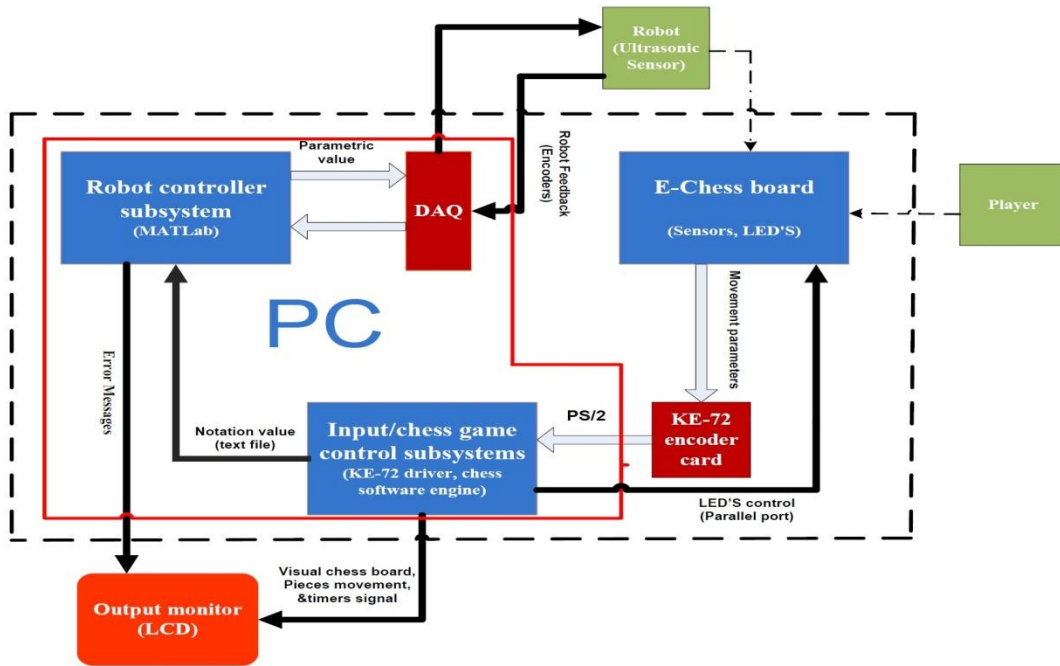 Robot
(Ultrasonic
Sensor)
Parametric
value
Robot controller
subsystem
(MATLab)
DAQ
Robot Feedback
(Encoders)
E-Chess board
(Sensors, LED'S)
Player
PC
Movement parameters
Error Messages
Notation value
(text file)
Input/chess game
control subsystems
(KE-72 driver, chess
software engine)
PS/2
KE-72
encoder
card
LED'S control
(Parallel port)
Visual chess board,
Pieces movement,
&timers signal
Output monitor
(LCD)